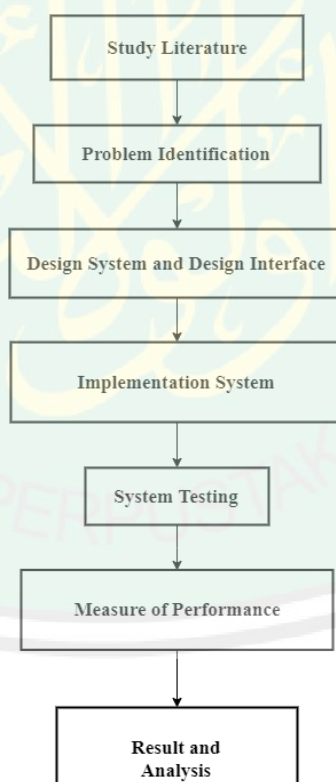 Study Literature
Problem Identification
Design System and Design Interface
Implementation System
System Testing
Measure of Performance
Result and
Analysis